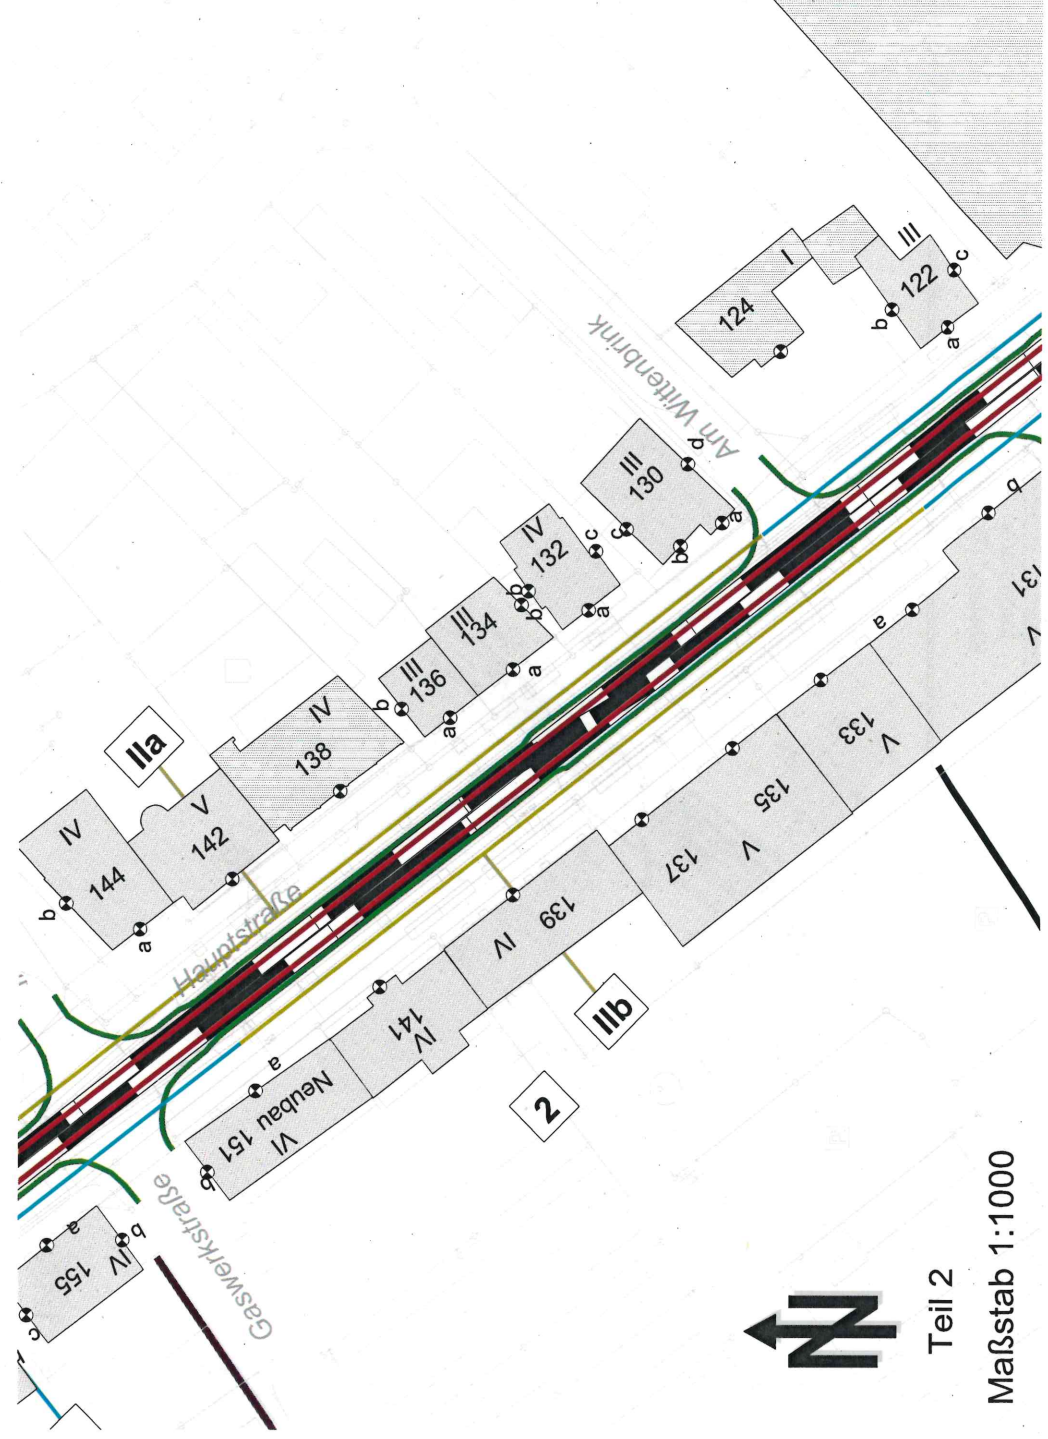 I
124
III
122
b
a
c
Am Wittenbrink
III
130
d
c
b
a
IV
132
c
b
a
III
134
b
a
III
136
b
a
IV
138
IIa
V
142
IV
144
b
a
Hauptstraße
b
131
V
a
133
V
135
V
137
V
139
IV
IIb
141
IV
2
a
Neubau 151
VI
b
Gaswerkstraße
a
b
155
IV
c
N
Teil 2
Maßstab 1:1000